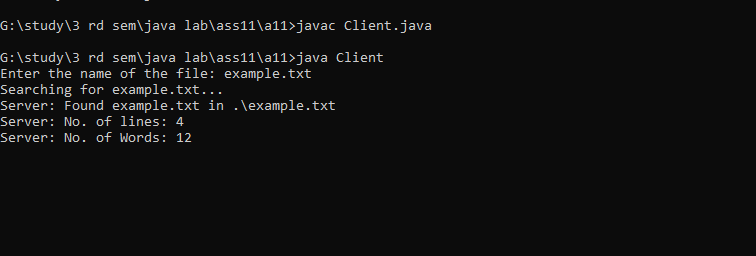 G:\study\3 rd sem\java lab\ass11\a11>javac Client.java
G:\study\3 rd sem\java lab\ass11\a11>java Client
Enter the name of the file: example.txt
Searching for example.txt...
Server: Found example.txt in .\example.txt
Server: No. of lines: 4
Server: No. of Words: 12